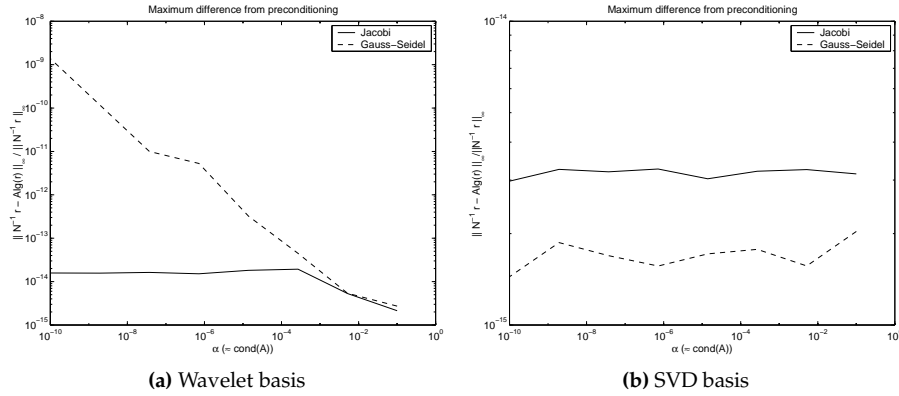 Maximum difference from preconditioning
Jacobi
Gauss−Seidel
10⁻⁸
10⁻⁹
10⁻¹⁰
10⁻¹¹
10⁻¹²
10⁻¹³
10⁻¹⁴
10⁻¹⁵
|| N⁻¹ r − Alg(r) ||∞ / || N⁻¹ r ||∞
10⁻¹⁰ 10⁻⁸ 10⁻⁶ 10⁻⁴ 10⁻² 10⁰
α (≈ cond(A))
(a) Wavelet basis
Maximum difference from preconditioning
Jacobi
Gauss−Seidel
10⁻¹⁴
10⁻¹⁵
|| N⁻¹ r − Alg(r) ||∞/||N⁻¹ r ||∞
10⁻¹⁰ 10⁻⁸ 10⁻⁶ 10⁻⁴ 10⁻² 10⁰
α (≈ cond(A))
(b) SVD basis